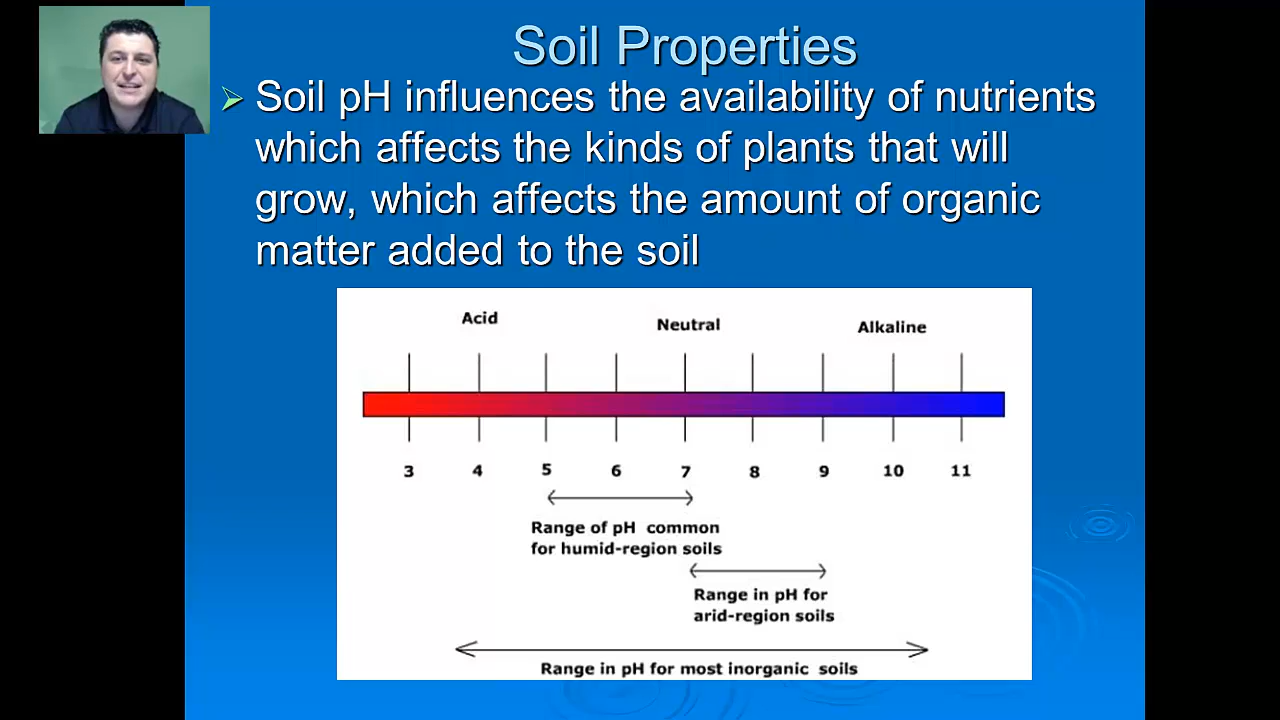 Soil Properties
Soil pH influences the availability of nutrients
which affects the kinds of plants that will
grow, which affects the amount of organic
matter added to the soil
Acid Neutral Alkaline
3 4 5 6 7 8 9 10 11
Range of pH common
for humid-region soils
Range in pH for
arid-region soils
Range in pH for most inorganic soils